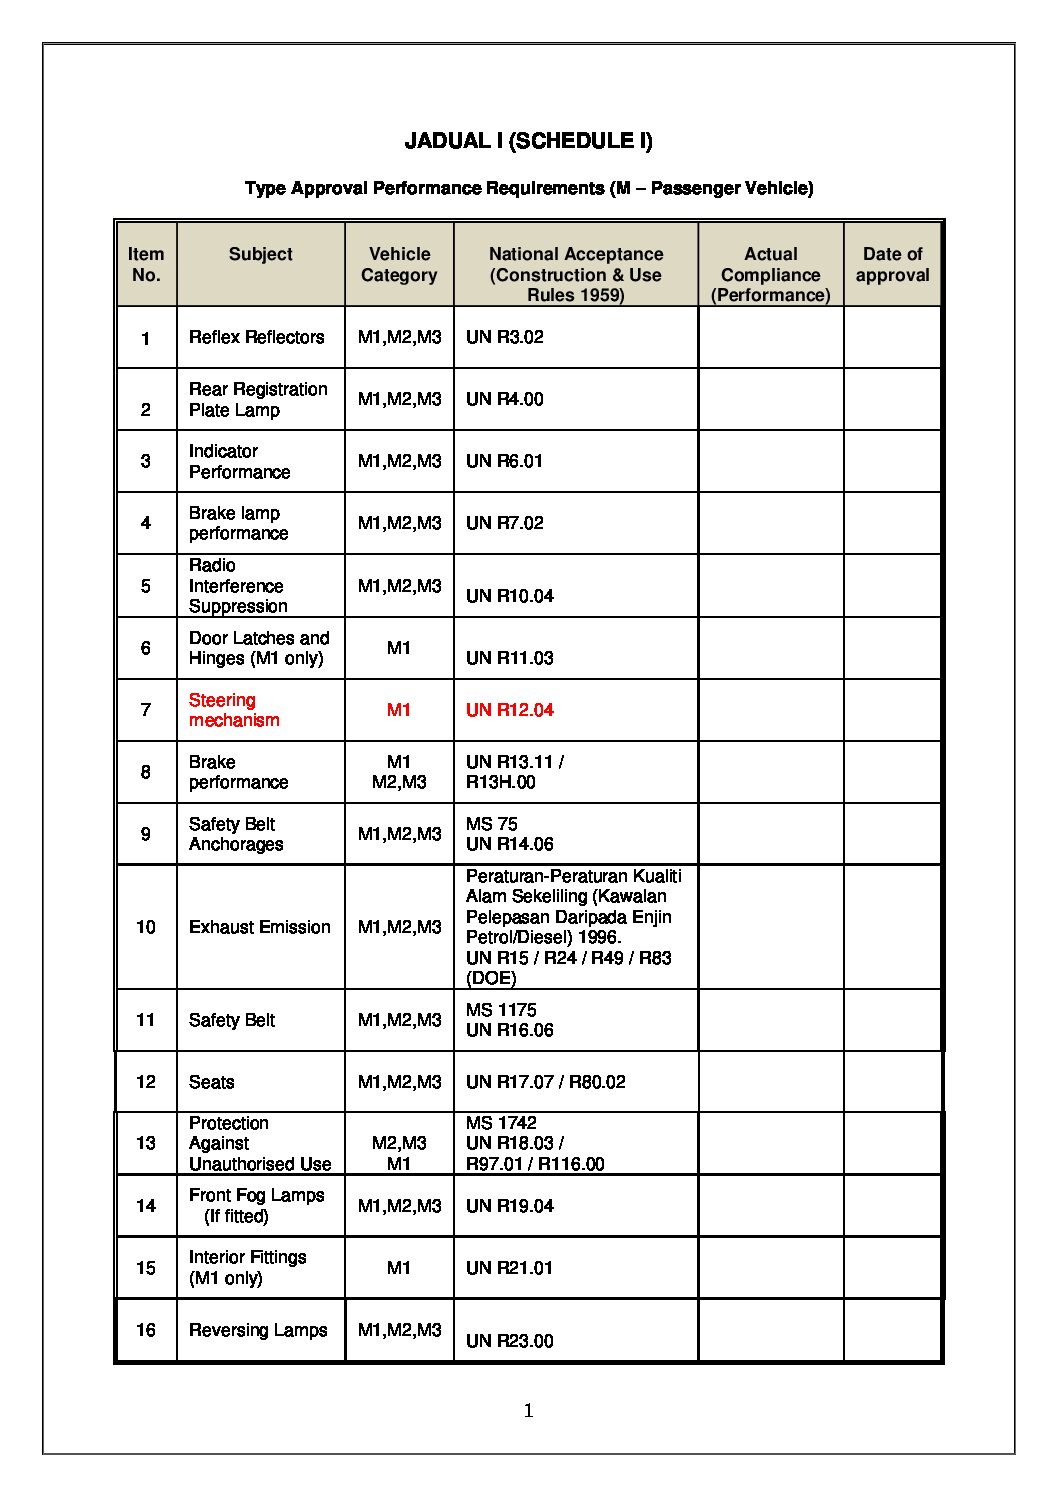 JADUAL I (SCHEDULE I)
Type Approval Performance Requirements (M – Passenger Vehicle)
Item No. Subject Vehicle Category National Acceptance (Construction & Use Rules 1959) Actual Compliance (Performance) Date of approval
1 Reflex Reflectors M1,M2,M3 UN R3.02
2 Rear Registration Plate Lamp M1,M2,M3 UN R4.00
3 Indicator Performance M1,M2,M3 UN R6.01
4 Brake lamp performance M1,M2,M3 UN R7.02
5 Radio Interference Suppression M1,M2,M3 UN R10.04
6 Door Latches and Hinges (M1 only) M1 UN R11.03
7 Steering mechanism M1 UN R12.04
8 Brake performance M1 M2,M3 UN R13.11 / R13H.00
9 Safety Belt Anchorages M1,M2,M3 MS 75 UN R14.06
10 Exhaust Emission M1,M2,M3 Peraturan-Peraturan Kualiti Alam Sekeliling (Kawalan Pelepasan Daripada Enjin Petrol/Diesel) 1996. UN R15 / R24 / R49 / R83 (DOE)
11 Safety Belt M1,M2,M3 MS 1175 UN R16.06
12 Seats M1,M2,M3 UN R17.07 / R80.02
13 Protection Against Unauthorised Use M2,M3 M1 MS 1742 UN R18.03 / R97.01 / R116.00
14 Front Fog Lamps (If fitted) M1,M2,M3 UN R19.04
15 Interior Fittings (M1 only) M1 UN R21.01
16 Reversing Lamps M1,M2,M3 UN R23.00
1